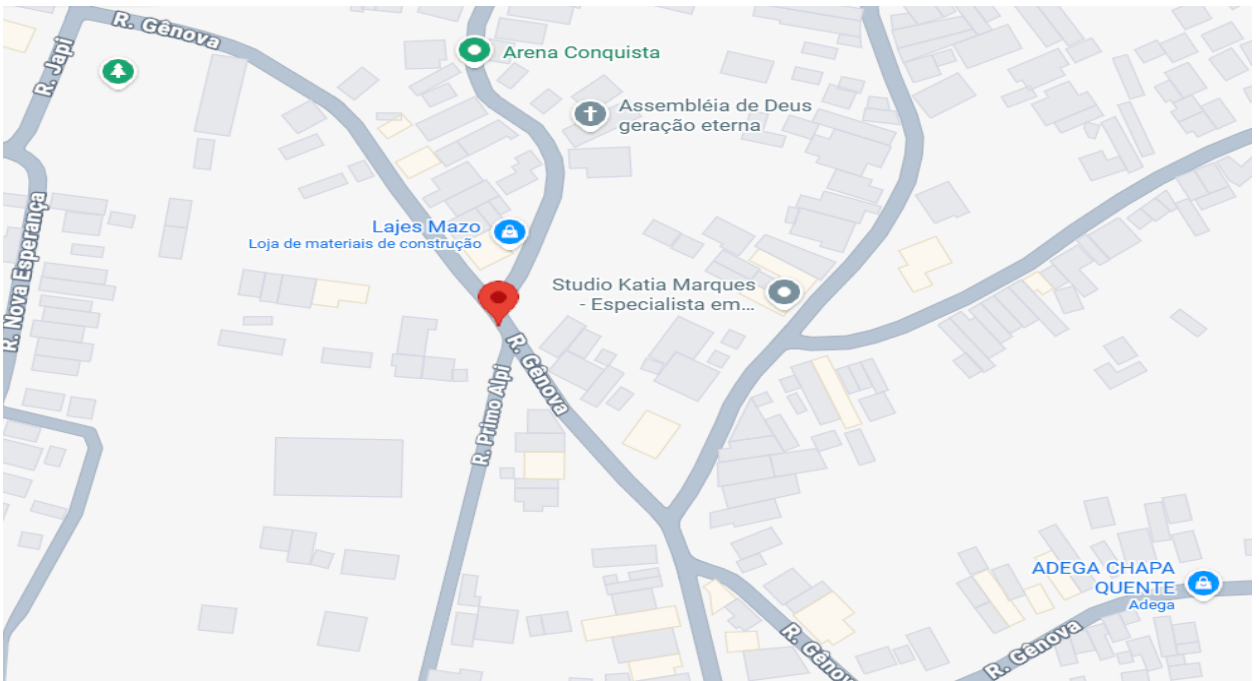 R. Gênova
R. Japi
Arena Conquista
Assembléia de Deus
geração eterna
R. Nova Esperança
Lajes Mazo
Loja de materiais de construção
Studio Katia Marques
- Especialista em...
R. Gênova
R. Primo Alpi
ADEGA CHAPA
QUENTE
Adega
R. Gênova
R. Gênova